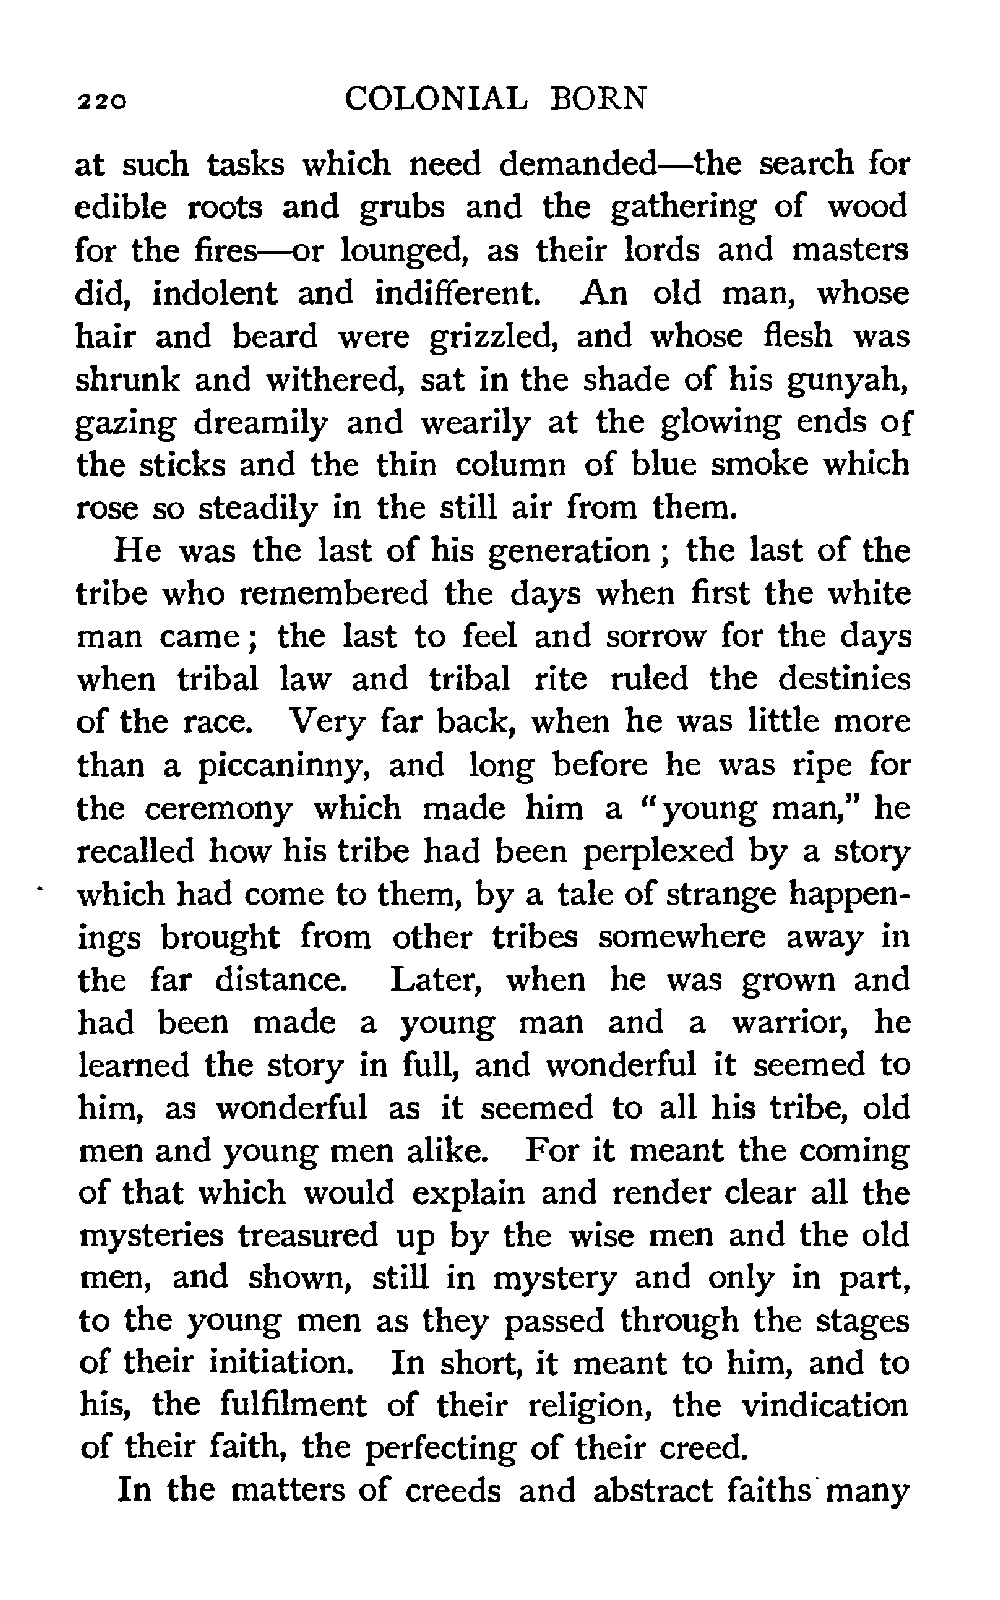 220 COLONIAL BORN
at such tasks which need demanded—the search for
edible roots and grubs and the gathering of wood
for the fires—or lounged, as their lords and masters
did, indolent and indifferent. An old man, whose
hair and beard were grizzled, and whose flesh was
shrunk and withered, sat in the shade of his gunyah,
gazing dreamily and wearily at the glowing ends of
the sticks and the thin column of blue smoke which
rose so steadily in the still air from them.
He was the last of his generation ; the last of the
tribe who remembered the days when first the white
man came ; the last to feel and sorrow for the days
when tribal law and tribal rite ruled the destinies
of the race. Very far back, when he was little more
than a piccaninny, and long before he was ripe for
the ceremony which made him a "young man," he
recalled how his tribe had been perplexed by a story
which had come to them, by a tale of strange happen-
ings brought from other tribes somewhere away in
the far distance. Later, when he was grown and
had been made a young man and a warrior, he
learned the story in full, and wonderful it seemed to
him, as wonderful as it seemed to all his tribe, old
men and young men alike. For it meant the coming
of that which would explain and render clear all the
mysteries treasured up by the wise men and the old
men, and shown, still in mystery and only in part,
to the young men as they passed through the stages
of their initiation. In short, it meant to him, and to
his, the fulfilment of their religion, the vindication
of their faith, the perfecting of their creed.
In the matters of creeds and abstract faiths many